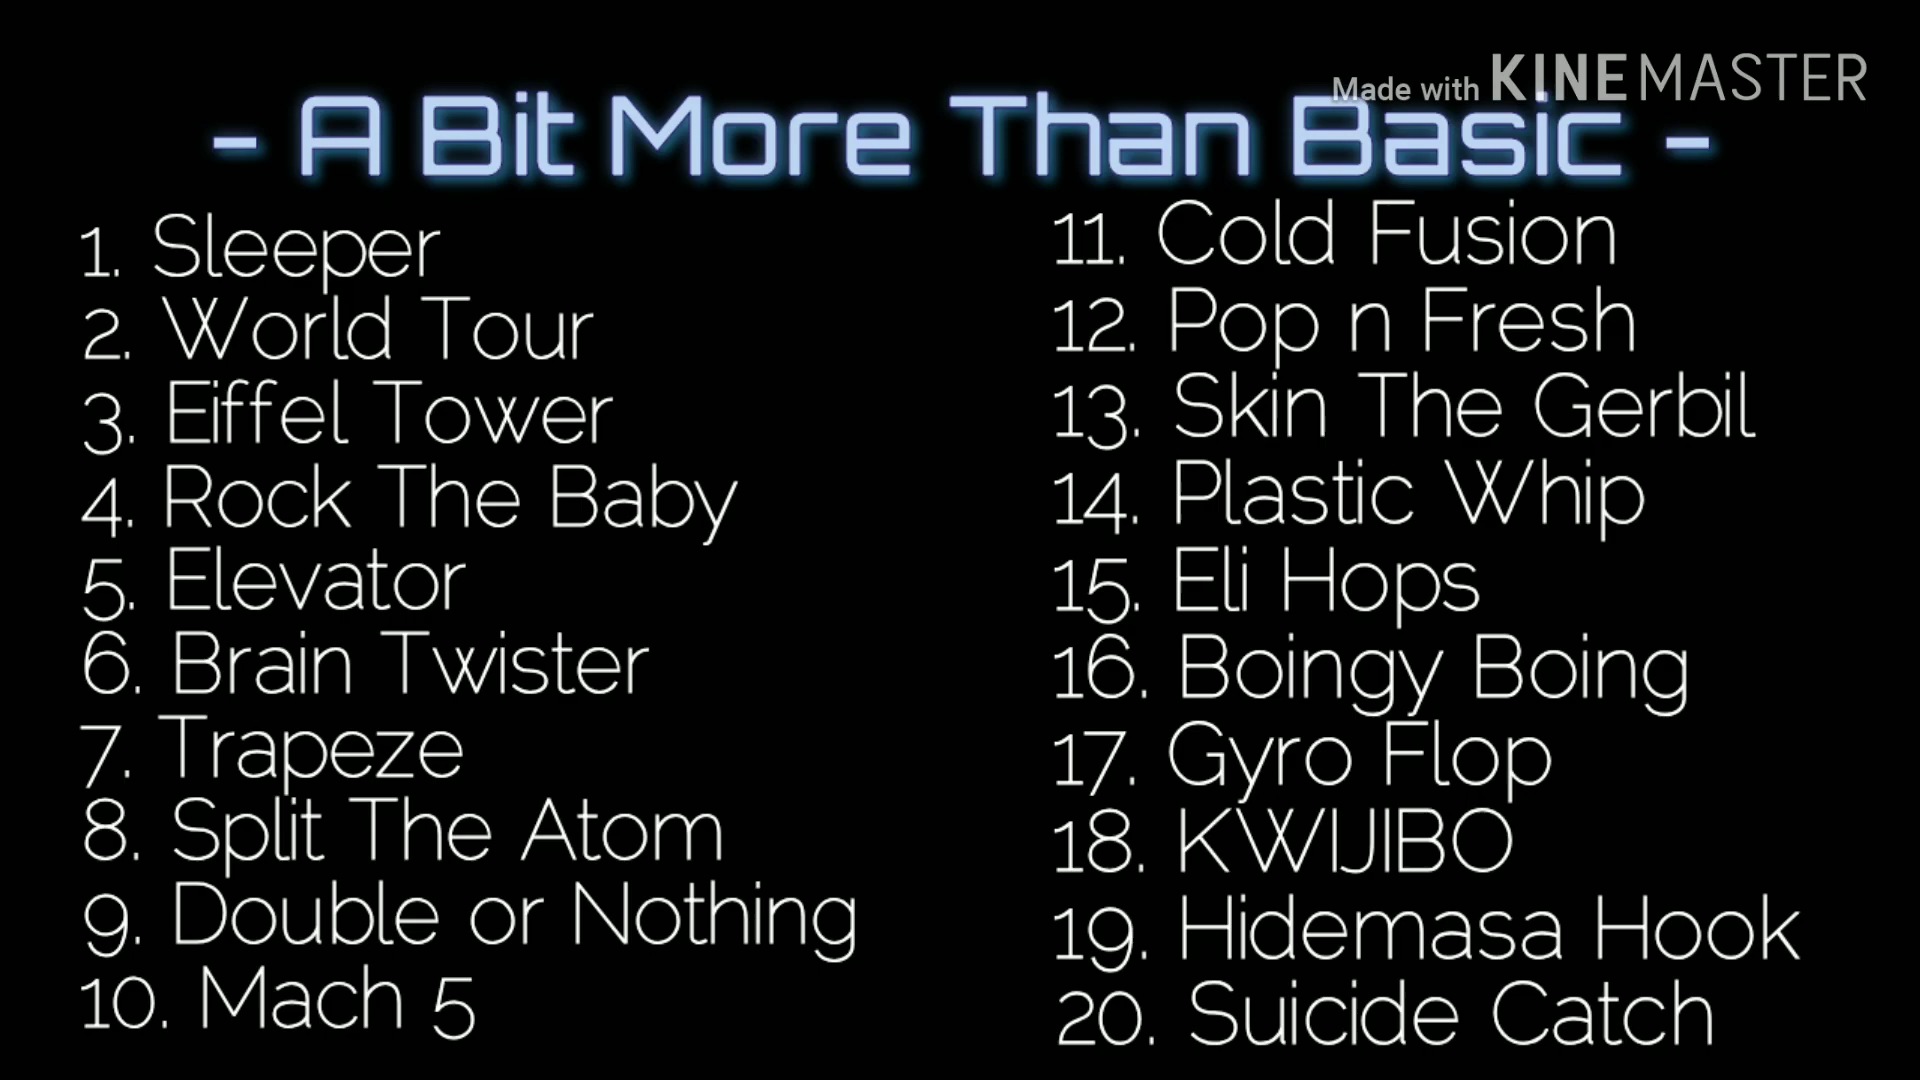 Made with KINEMASTER
- A Bit More Than Basic -
1. Sleeper
2. World Tour
3. Eiffel Tower
4. Rock The Baby
5. Elevator
6. Brain Twister
7. Trapeze
8. Split The Atom
9. Double or Nothing
10. Mach 5
11. Cold Fusion
12. Pop n Fresh
13. Skin The Gerbil
14. Plastic Whip
15. Eli Hops
16. Boingy Boing
17. Gyro Flop
18. KWIJIBO
19. Hidemasa Hook
20. Suicide Catch